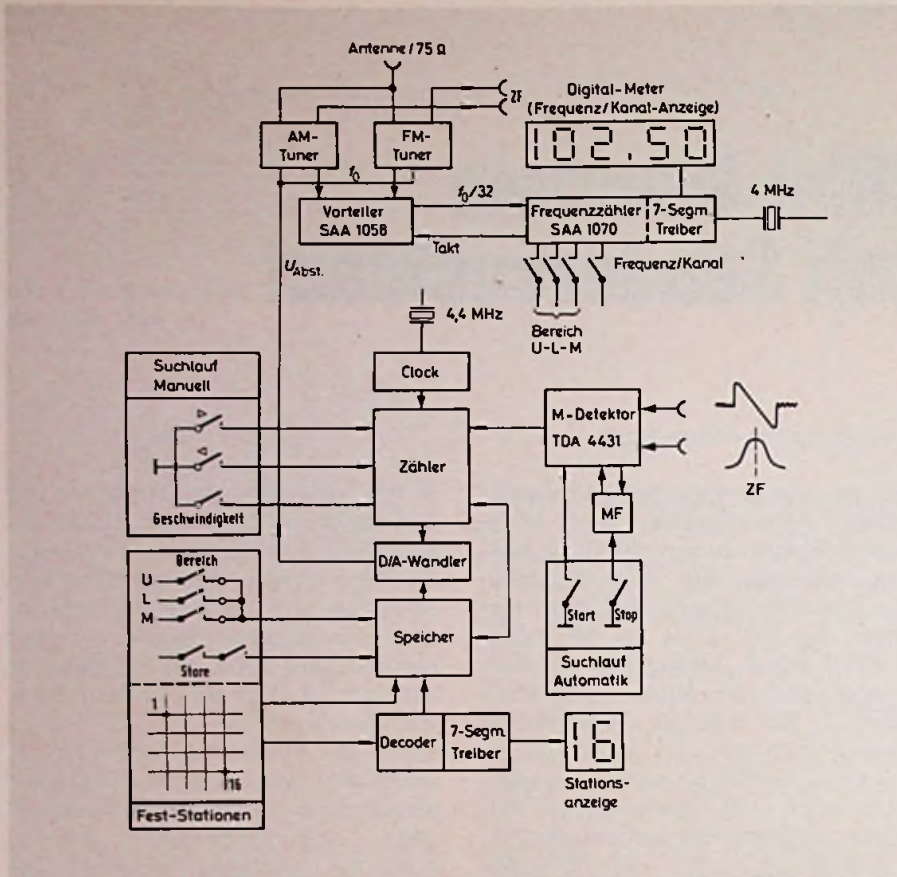 Antenne/75 Ω
ZF
Digital-Meter
(Frequenz/Kanal-Anzeige)
102.50
AM-
Tuner
FM-
Tuner
f₀
Vorteiler
SAA 1058
f₀/32
Takt
Frequenzzähler
SAA 1070
7-Segm.
Treiber
4 MHz
Frequenz/Kanal
Bereich
U-L-M
U Abst.
4,4 MHz
Clock
Suchlauf
Manuell
Geschwindigkeit
Zähler
M-Detektor
TDA 4431
ZF
MF
D/A-Wandler
Start
Stop
Suchlauf
Automatik
Bereich
U
L
M
Store
Speicher
1
16
Fest-Stationen
Decoder
7-Segm.
Treiber
16
Stations-
anzeige